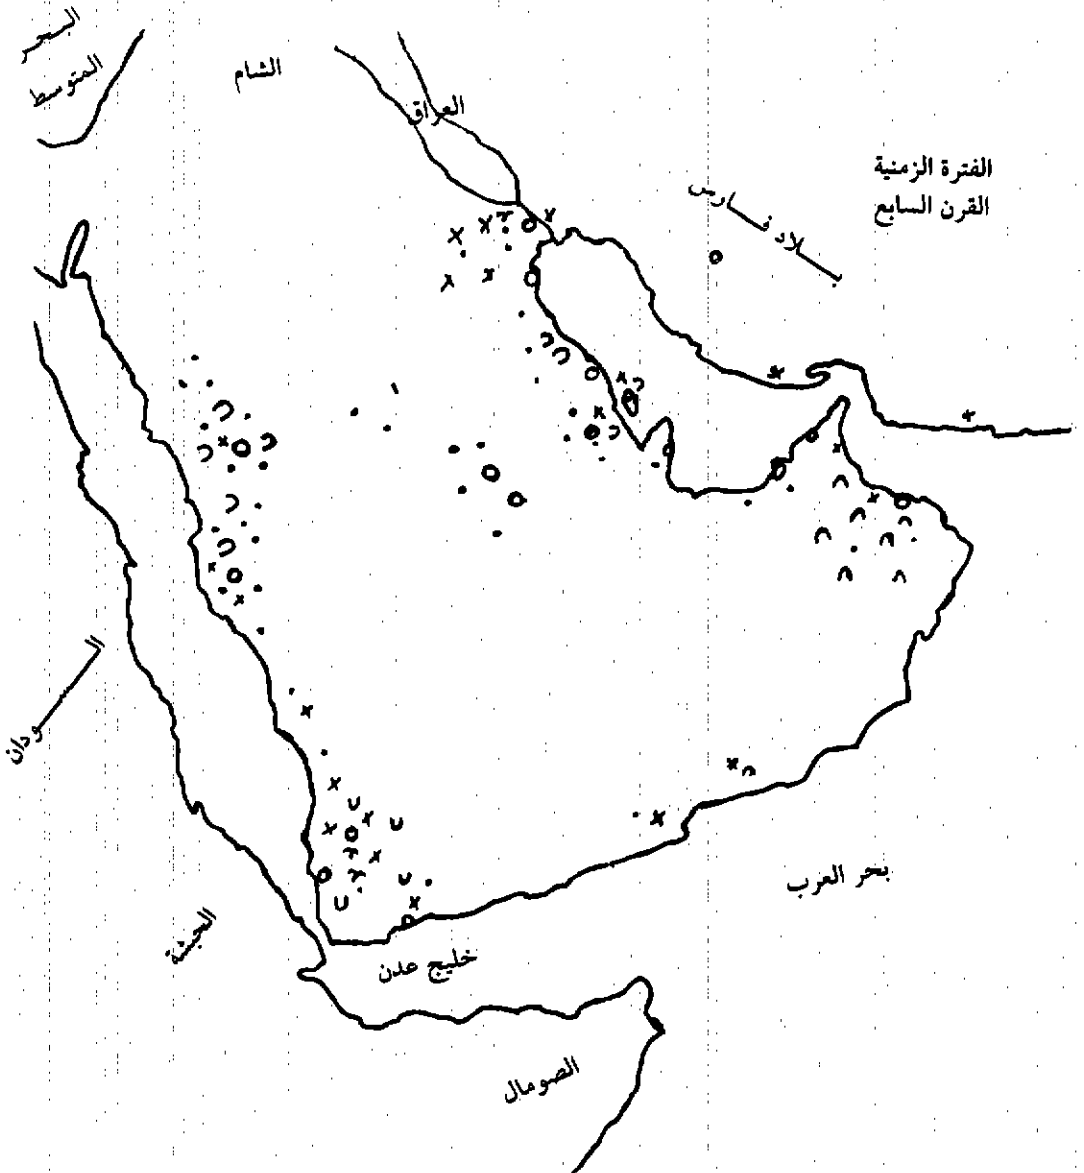 البحر
المتوسط
الشام
العراق
الفترة الزمنية
القرن السابع
بلاد فارس
السودان
الحبشة
خليج عدن
بحر العرب
الصومال